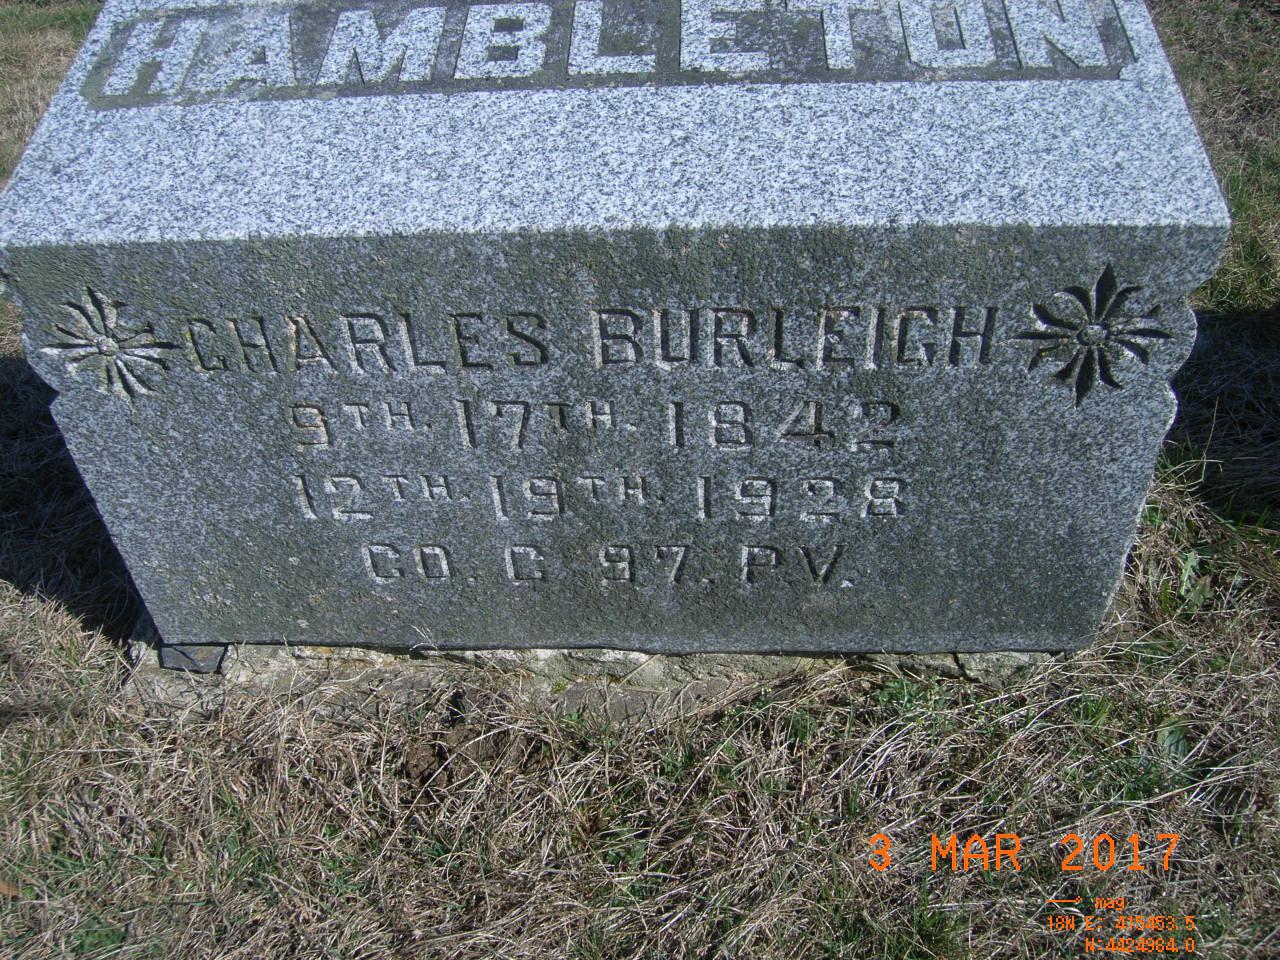 HAMBLETON
CHARLES BURLEIGH
9TH. 17TH. 1842
12TH. 19TH. 1928
CO. C 97. P V.
3 MAR 2017
mag
18N E: 415453.5
N:4424984.0